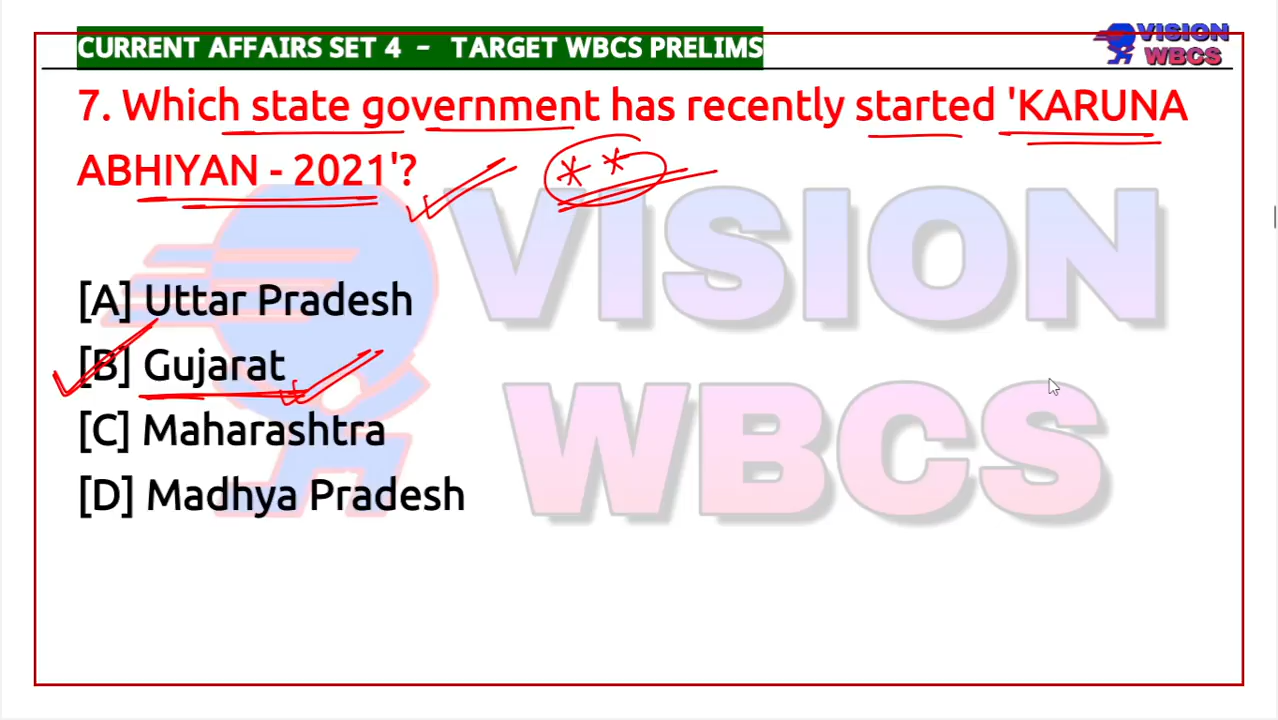 CURRENT AFFAIRS SET 4 - TARGET WBCS PRELIMS
VISION
WBCS
7. Which state government has recently started 'KARUNA
ABHIYAN - 2021'?
* *
[A] Uttar Pradesh
[B] Gujarat
[C] Maharashtra
[D] Madhya Pradesh
VISION
WBCS